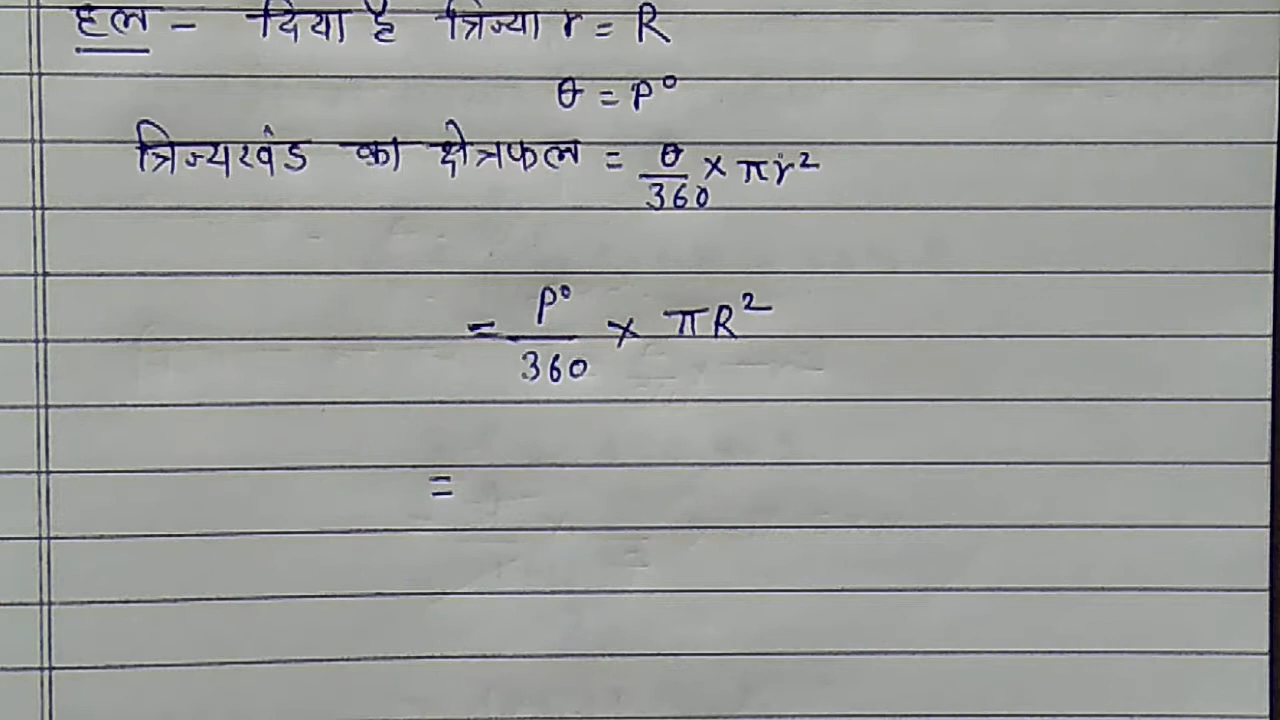 हल - दिया है त्रिज्या r = R
θ = P°
त्रिज्यखंड का क्षेत्रफल = θ/360 × πr²
= P°/360 × πR²
=